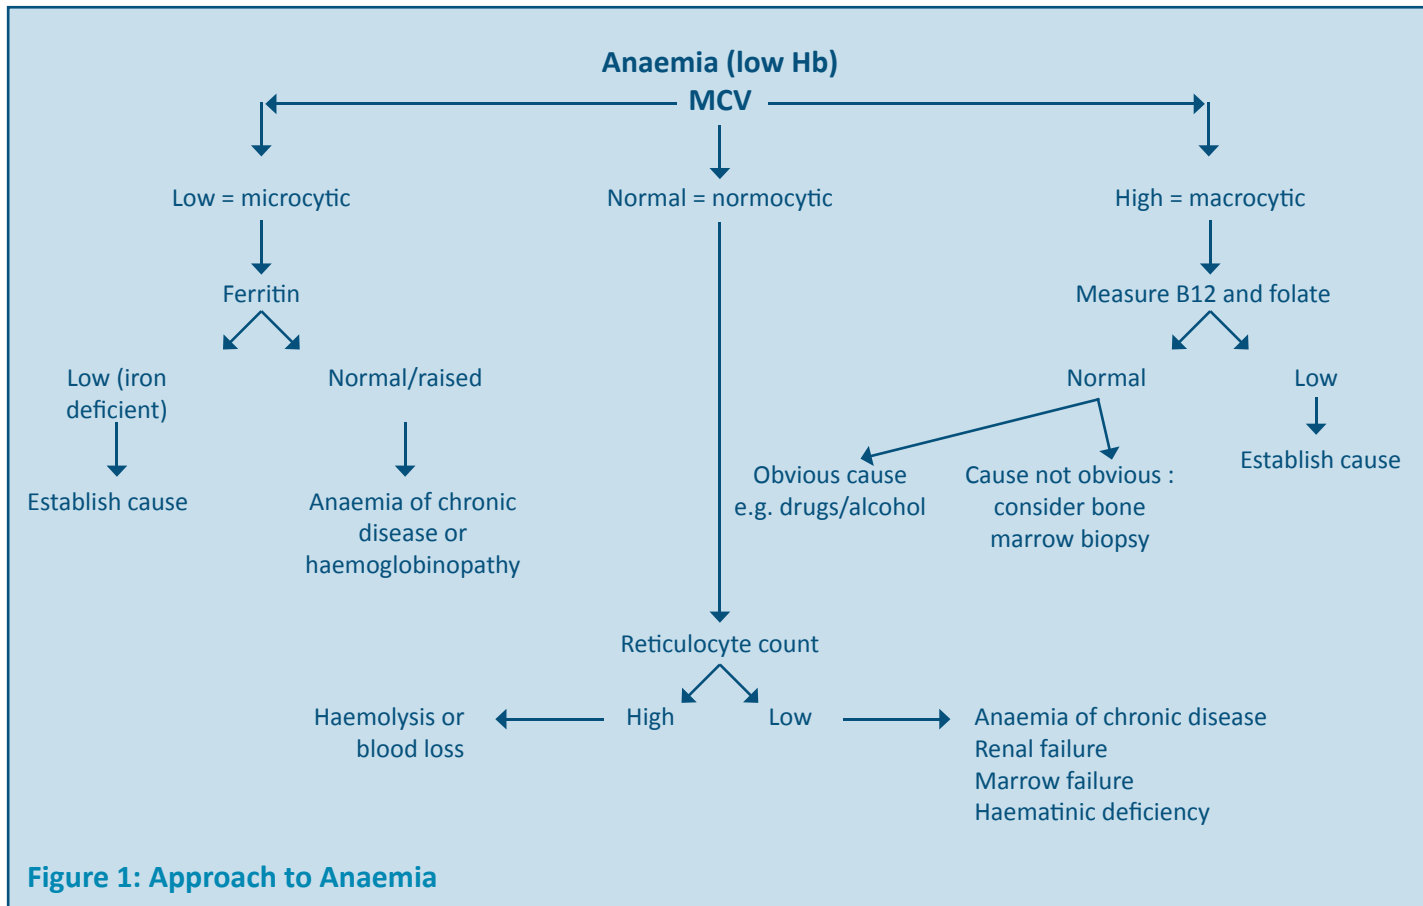 Anaemia (low Hb)
MCV
Low = microcytic
Normal = normocytic
High = macrocytic
Ferritin
Measure B12 and folate
Low (iron
deficient)
Normal/raised
Normal
Low
Establish cause
Anaemia of chronic
disease or
haemoglobinopathy
Obvious cause
e.g. drugs/alcohol
Cause not obvious :
consider bone
marrow biopsy
Establish cause
Reticulocyte count
Haemolysis or
blood loss
High
Low
Anaemia of chronic disease
Renal failure
Marrow failure
Haematinic deficiency
Figure 1: Approach to Anaemia